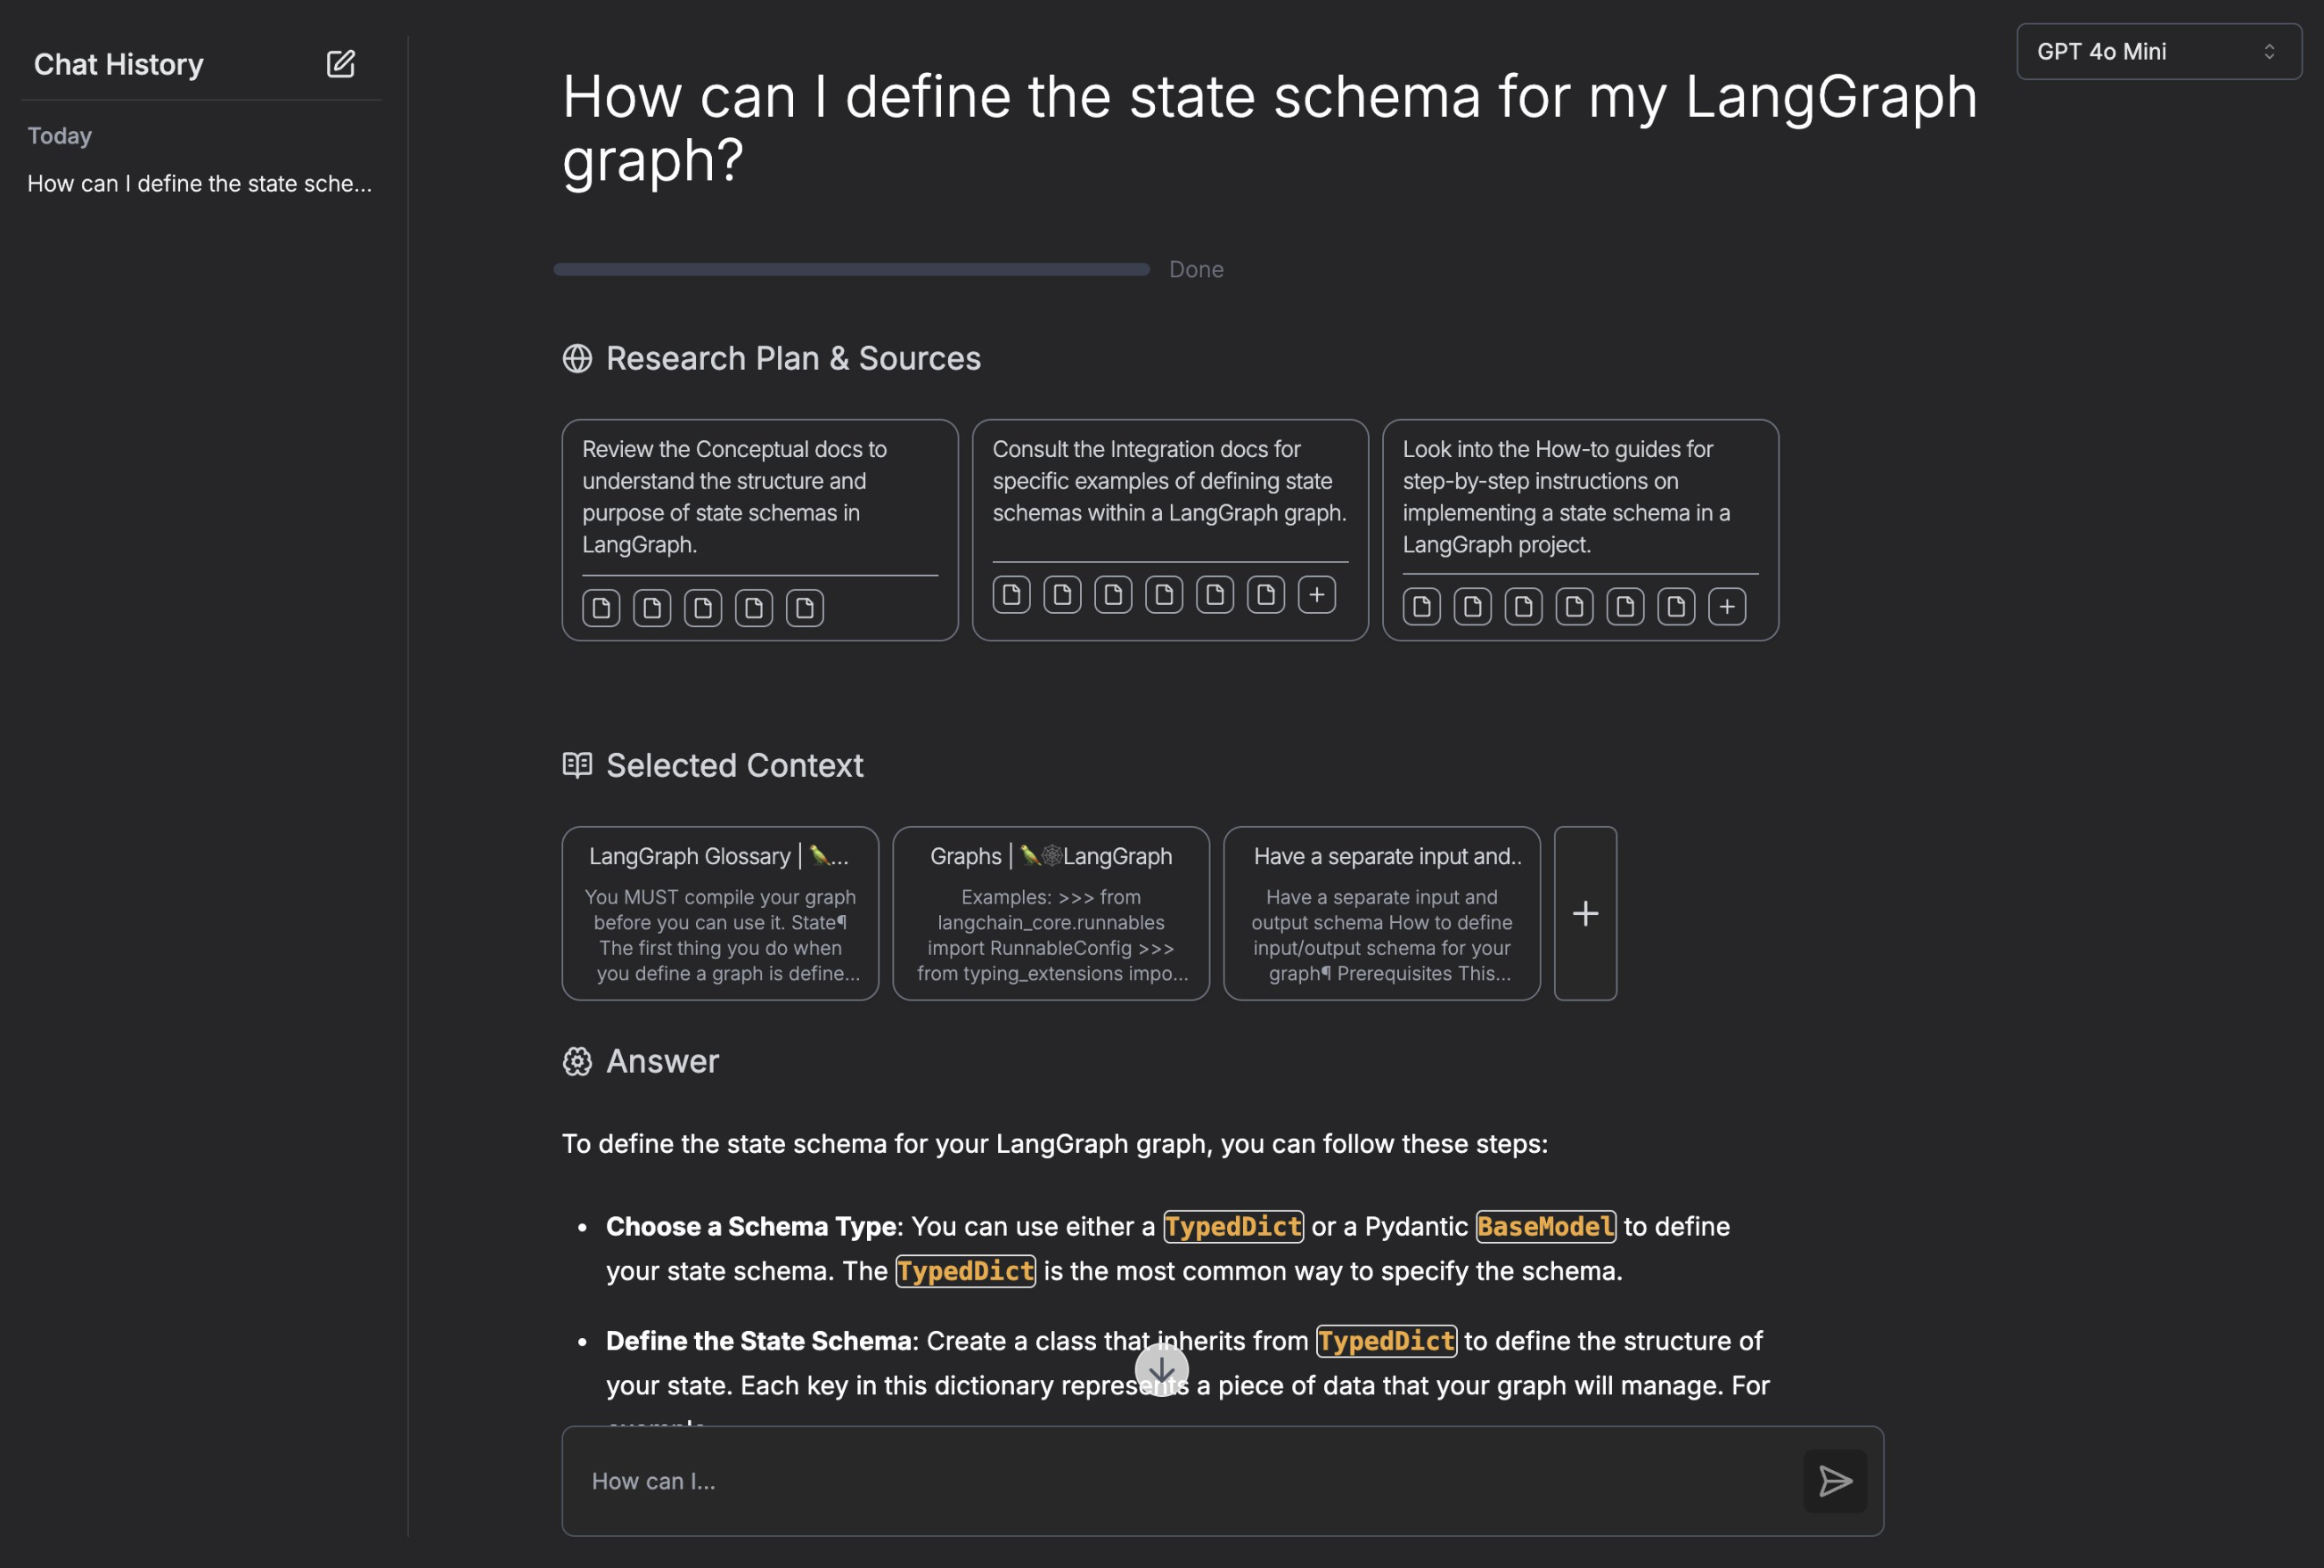 Chat History
Today
How can I define the state sche...
GPT 4o Mini
How can I define the state schema for my LangGraph
graph?
Done
Research Plan & Sources
Review the Conceptual docs to
understand the structure and
purpose of state schemas in
LangGraph.
Consult the Integration docs for
specific examples of defining state
schemas within a LangGraph graph.
Look into the How-to guides for
step-by-step instructions on
implementing a state schema in a
LangGraph project.
Selected Context
LangGraph Glossary | 🦜...
You MUST compile your graph
before you can use it. State¶
The first thing you do when
you define a graph is define...
Graphs | 🦜🕸️LangGraph
Examples: >>> from
langchain_core.runnables
import RunnableConfig >>>
from typing_extensions impo...
Have a separate input and..
Have a separate input and
output schema How to define
input/output schema for your
graph¶ Prerequisites This...
Answer
To define the state schema for your LangGraph graph, you can follow these steps:
• Choose a Schema Type: You can use either a TypedDict or a Pydantic BaseModel to define
your state schema. The TypedDict is the most common way to specify the schema.
• Define the State Schema: Create a class that inherits from TypedDict to define the structure of
your state. Each key in this dictionary represents a piece of data that your graph will manage. For
How can I...